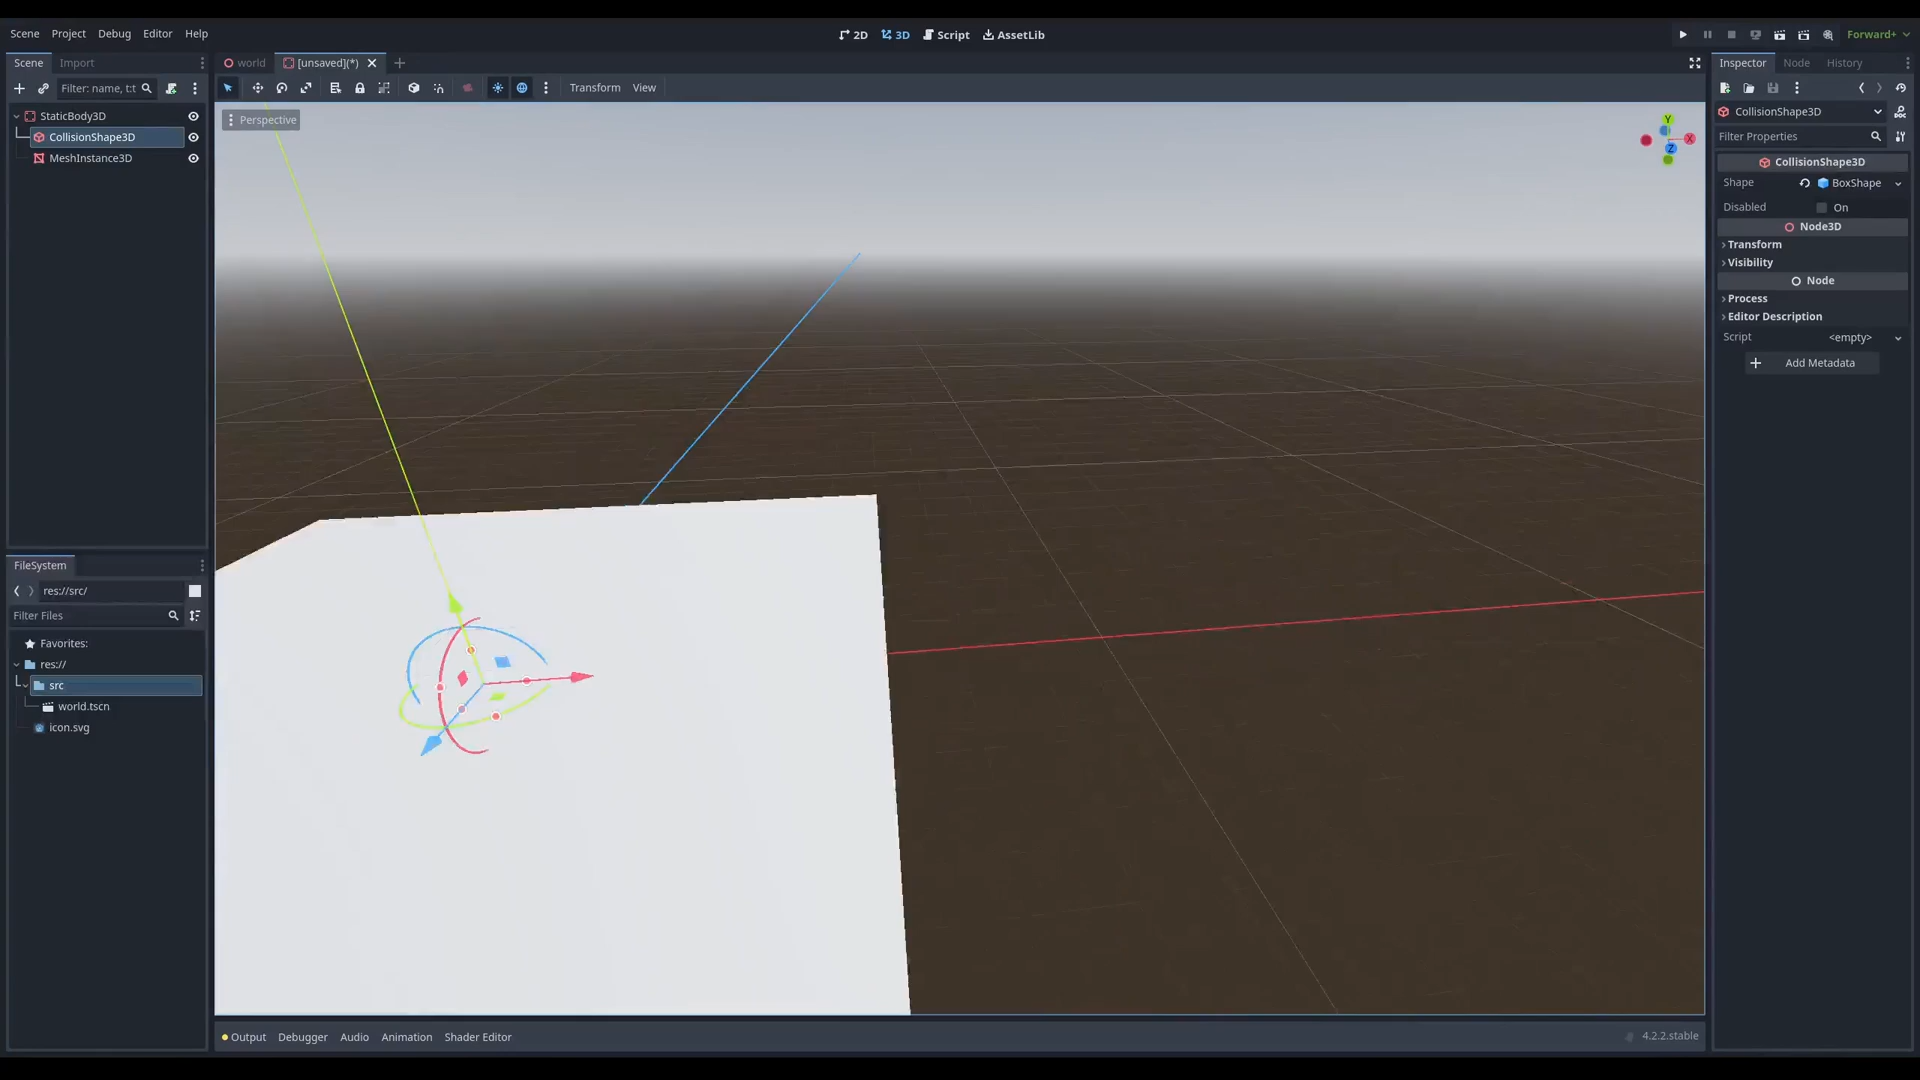 Scene Project Debug Editor Help
2D 3D Script AssetLib
Forward+
Scene Import
world [unsaved](*)
Inspector Node History
Filter: name, t:t
Transform View
CollisionShape3D
Filter Properties
StaticBody3D
CollisionShape3D
MeshInstance3D
Perspective
Y
X
Z
CollisionShape3D
Shape BoxShape
Disabled On
Node3D
Transform
Visibility
Node
Process
Editor Description
Script <empty>
Add Metadata
FileSystem
res://src/
Filter Files
Favorites:
res://
src
world.tscn
icon.svg
Output Debugger Audio Animation Shader Editor
4.2.2.stable